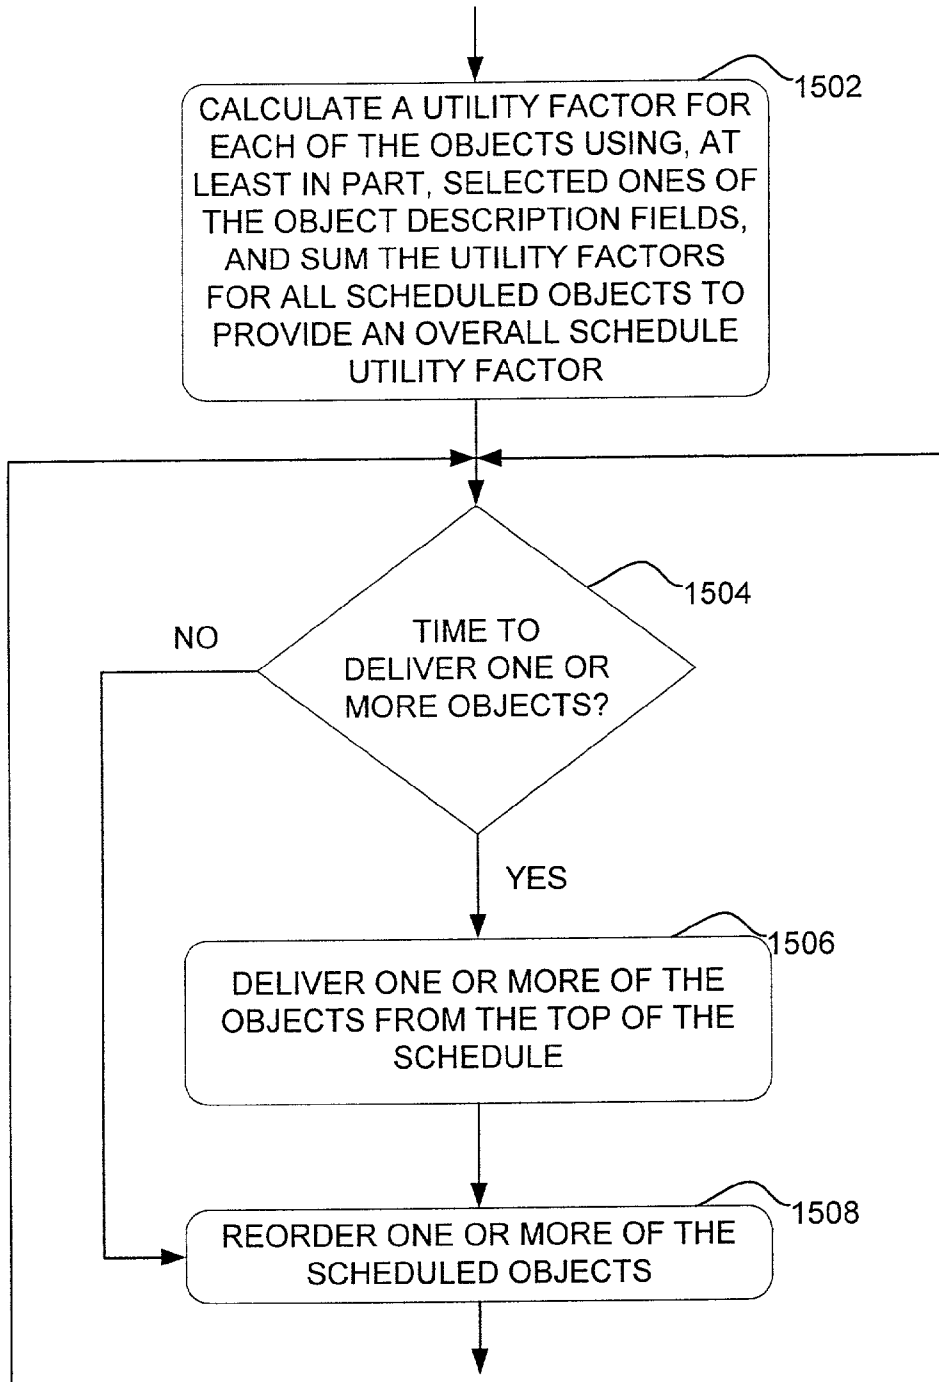 1502
CALCULATE A UTILITY FACTOR FOR
EACH OF THE OBJECTS USING, AT
LEAST IN PART, SELECTED ONES OF
THE OBJECT DESCRIPTION FIELDS,
AND SUM THE UTILITY FACTORS
FOR ALL SCHEDULED OBJECTS TO
PROVIDE AN OVERALL SCHEDULE
UTILITY FACTOR
1504
NO
TIME TO
DELIVER ONE OR
MORE OBJECTS?
YES
1506
DELIVER ONE OR MORE OF THE
OBJECTS FROM THE TOP OF THE
SCHEDULE
1508
REORDER ONE OR MORE OF THE
SCHEDULED OBJECTS